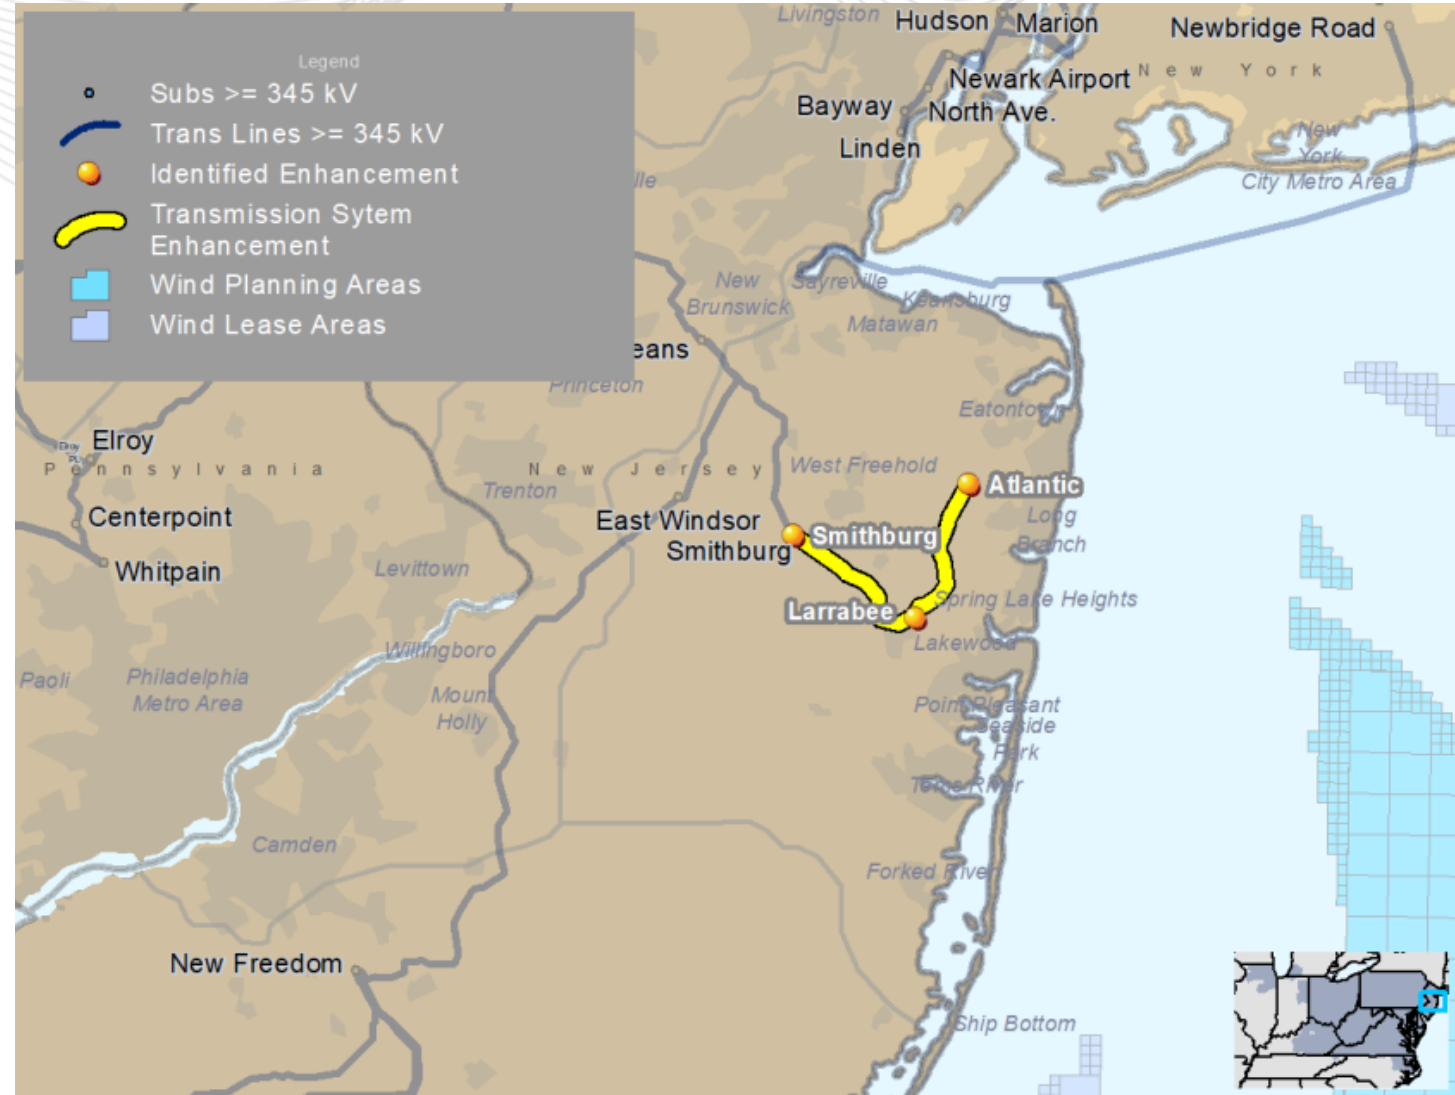 Livingston
Hudson
Marion
Newbridge Road
New York
Newark Airport
Bayway
North Ave.
Linden
New
York
City Metro Area
Legend
Subs >= 345 kV
Trans Lines >= 345 kV
Identified Enhancement
Transmission Sytem
Enhancement
Wind Planning Areas
Wind Lease Areas
lle
New
Brunswick
Sayreville
Keansburg
Matawan
eans
Princeton
Eatontown
Elroy
Pennsylvania
New Jersey
West Freehold
Trenton
Atlantic
Centerpoint
East Windsor
Smithburg
Smithburg
Long
Branch
Whitpain
Levittown
Larrabee
Spring Lake Heights
Lakewood
Willingboro
Paoli
Philadelphia
Metro Area
Mount
Holly
Point Pleasant
Seaside
Park
Toms River
Camden
Forked River
New Freedom
Ship Bottom